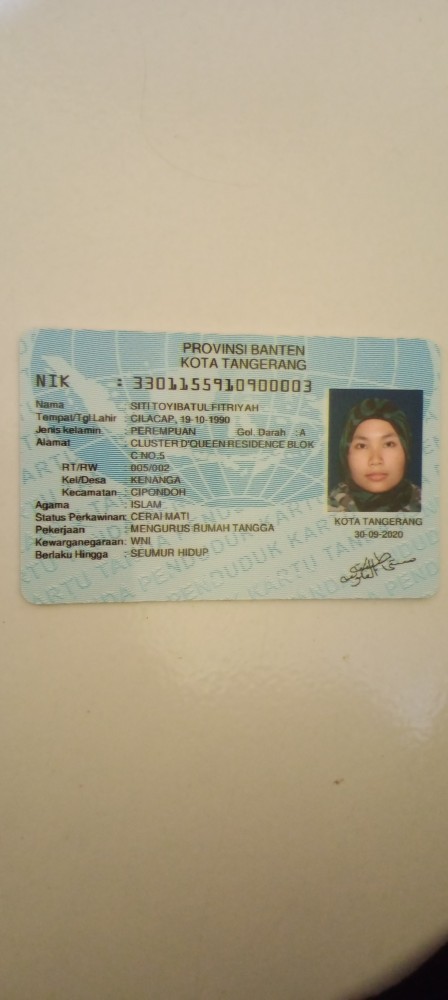 PROVINSI BANTEN
KOTA TANGERANG
NIK : 3301155910900003
Nama : SITI TOYIBATUL FITRIYAH
Tempat/Tgl Lahir : CILACAP, 19-10-1990
Jenis kelamin : PEREMPUAN Gol. Darah : A
Alamat : CLUSTER D'QUEEN RESIDENCE BLOK
C NO.5
RT/RW : 005/002
Kel/Desa : KENANGA
Kecamatan : CIPONDOH
Agama : ISLAM
Status Perkawinan: CERAI MATI
Pekerjaan : MENGURUS RUMAH TANGGA
Kewarganegaraan: WNI
Berlaku Hingga : SEUMUR HIDUP
KOTA TANGERANG
30-09-2020